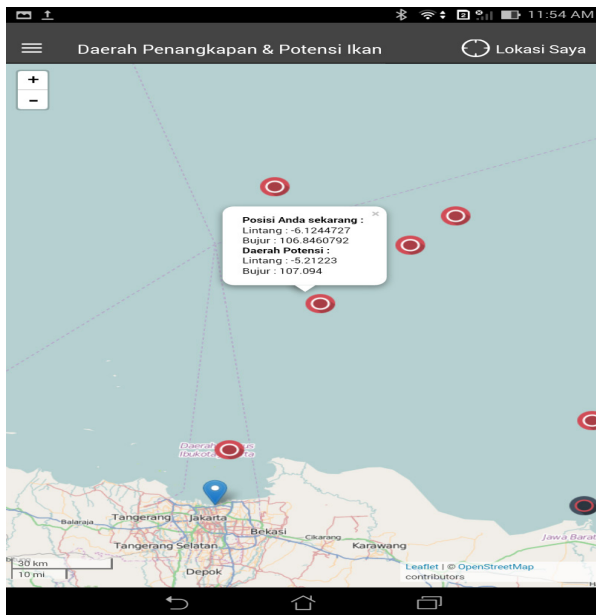 2
11:54 AM
Daerah Penangkapan & Potensi Ikan
Lokasi Saya
+
-
×
Posisi Anda sekarang :
Lintang : -6.1244727
Bujur : 106.8460792
Daerah Potensi :
Lintang : -5.21223
Bujur : 107.094
Balaraja
Tangerang
Jakarta
Bekasi
Cikarang
Karawang
Jawa Barat
Tangerang Selatan
Depok
30 km
10 mi
Leaflet | © OpenStreetMap
contributors